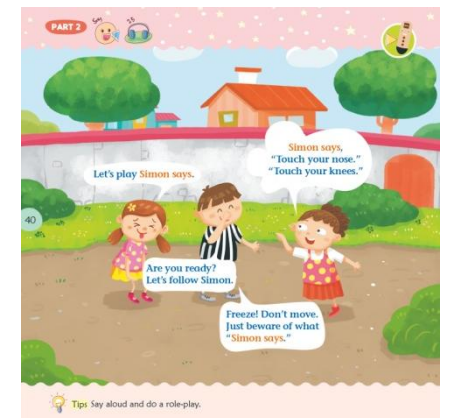 PART 2
Say
Let's play Simon says.
Simon says,
"Touch your nose."
"Touch your knees."
40
Are you ready?
Let's follow Simon.
Freeze! Don't move.
Just beware of what
"Simon says."
Tips Say aloud and do a role-play.